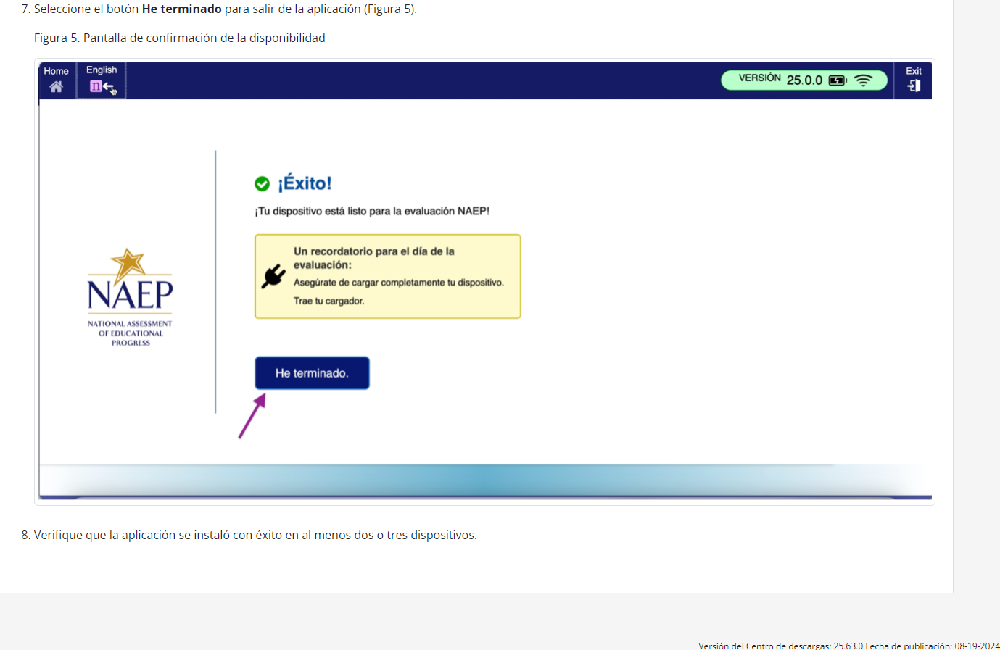 7. Seleccione el botón He terminado para salir de la aplicación (Figura 5).
Figura 5. Pantalla de confirmación de la disponibilidad
Home
English
n
VERSIÓN 25.0.0
Exit
¡Éxito!
¡Tu dispositivo está listo para la evaluación NAEP!
Un recordatorio para el día de la
evaluación:
Asegúrate de cargar completamente tu dispositivo.
Trae tu cargador.
NAEP
NATIONAL ASSESSMENT
OF EDUCATIONAL
PROGRESS
He terminado.
8. Verifique que la aplicación se instaló con éxito en al menos dos o tres dispositivos.
Versión del Centro de descargas: 25.63.0 Fecha de publicación: 08-19-2024